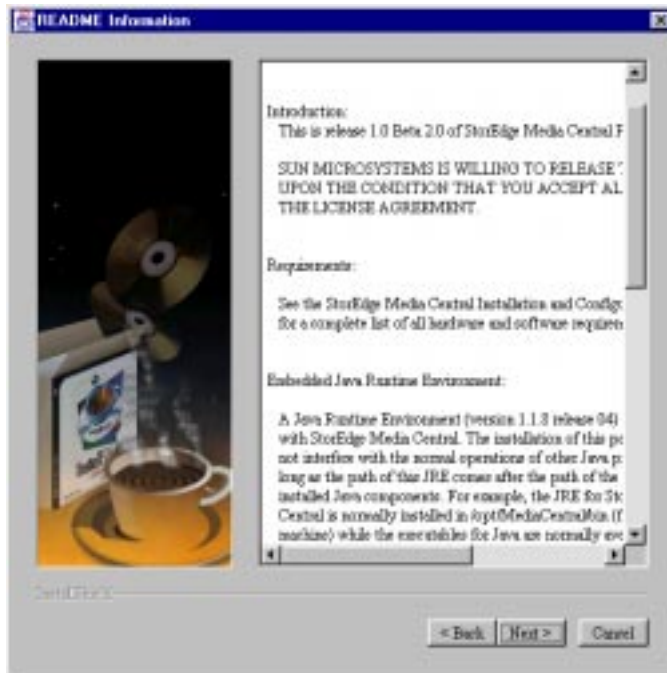 README Information
Introduction:
This is release 1.0 Beta 2.0 of StorEdge Media Central P
SUN MICROSYSTEMS IS WILLING TO RELEASE
UPON THE CONDITION THAT YOU ACCEPT AL
THE LICENSE AGREEMENT.
Requirements:
See the StorEdge Media Central Installation and Configu
for a complete list of all hardware and software requirem
Embedded Java Runtime Environment:
A Java Runtime Environment (version 1.1.8 release 04)
with StorEdge Media Central. The installation of this po
not interfere with the normal operations of other Java p
long as the path of this JRE comes after the path of the
installed Java components. For example, the JRE for Sto
Central is normally installed in /opt/MediaCentral/bin (f
machine) while the executables for Java are normally
< Back
Next >
Cancel